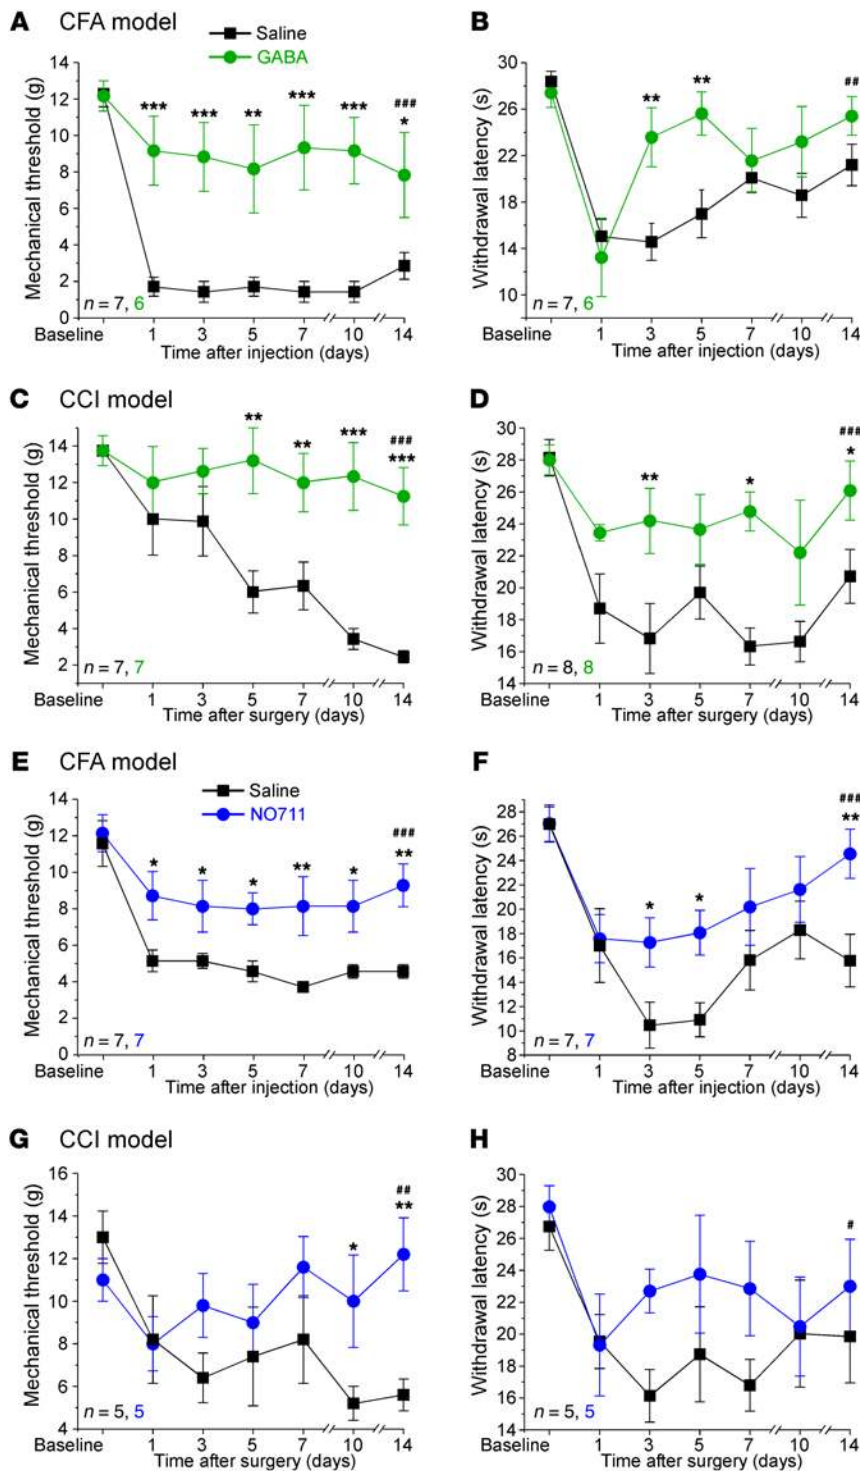 A CFA model
Saline
GABA
Mechanical threshold (g)
14
12
10
8
6
4
2
0
*** *** ** *** *** ### *
n = 7, 6
Baseline 1 3 5 7 10 14
Time after injection (days)
B
Withdrawal latency (s)
30
26
22
18
14
10
** ** ##
n = 7, 6
Baseline 1 3 5 7 10 14
Time after injection (days)
C CCI model
Mechanical threshold (g)
14
12
10
8
6
4
2
** ** *** ### ***
n = 7, 7
Baseline 1 3 5 7 10 14
Time after surgery (days)
D
Withdrawal latency (s)
30
28
26
24
22
20
18
16
14
** * ### *
n = 8, 8
Baseline 1 3 5 7 10 14
Time after surgery (days)
E CFA model
Saline
NO711
Mechanical threshold (g)
14
12
10
8
6
4
2
0
* * * ** * ### **
n = 7, 7
Baseline 1 3 5 7 10 14
Time after injection (days)
F
Withdrawal latency (s)
28
26
24
22
20
18
16
14
12
10
8
* * ### **
n = 7, 7
Baseline 1 3 5 7 10 14
Time after injection (days)
G CCI model
Mechanical threshold (g)
16
14
12
10
8
6
4
* ## **
n = 5, 5
Baseline 1 3 5 7 10 14
Time after surgery (days)
H
Withdrawal latency (s)
30
28
26
24
22
20
18
16
14
#
n = 5, 5
Baseline 1 3 5 7 10 14
Time after surgery (days)